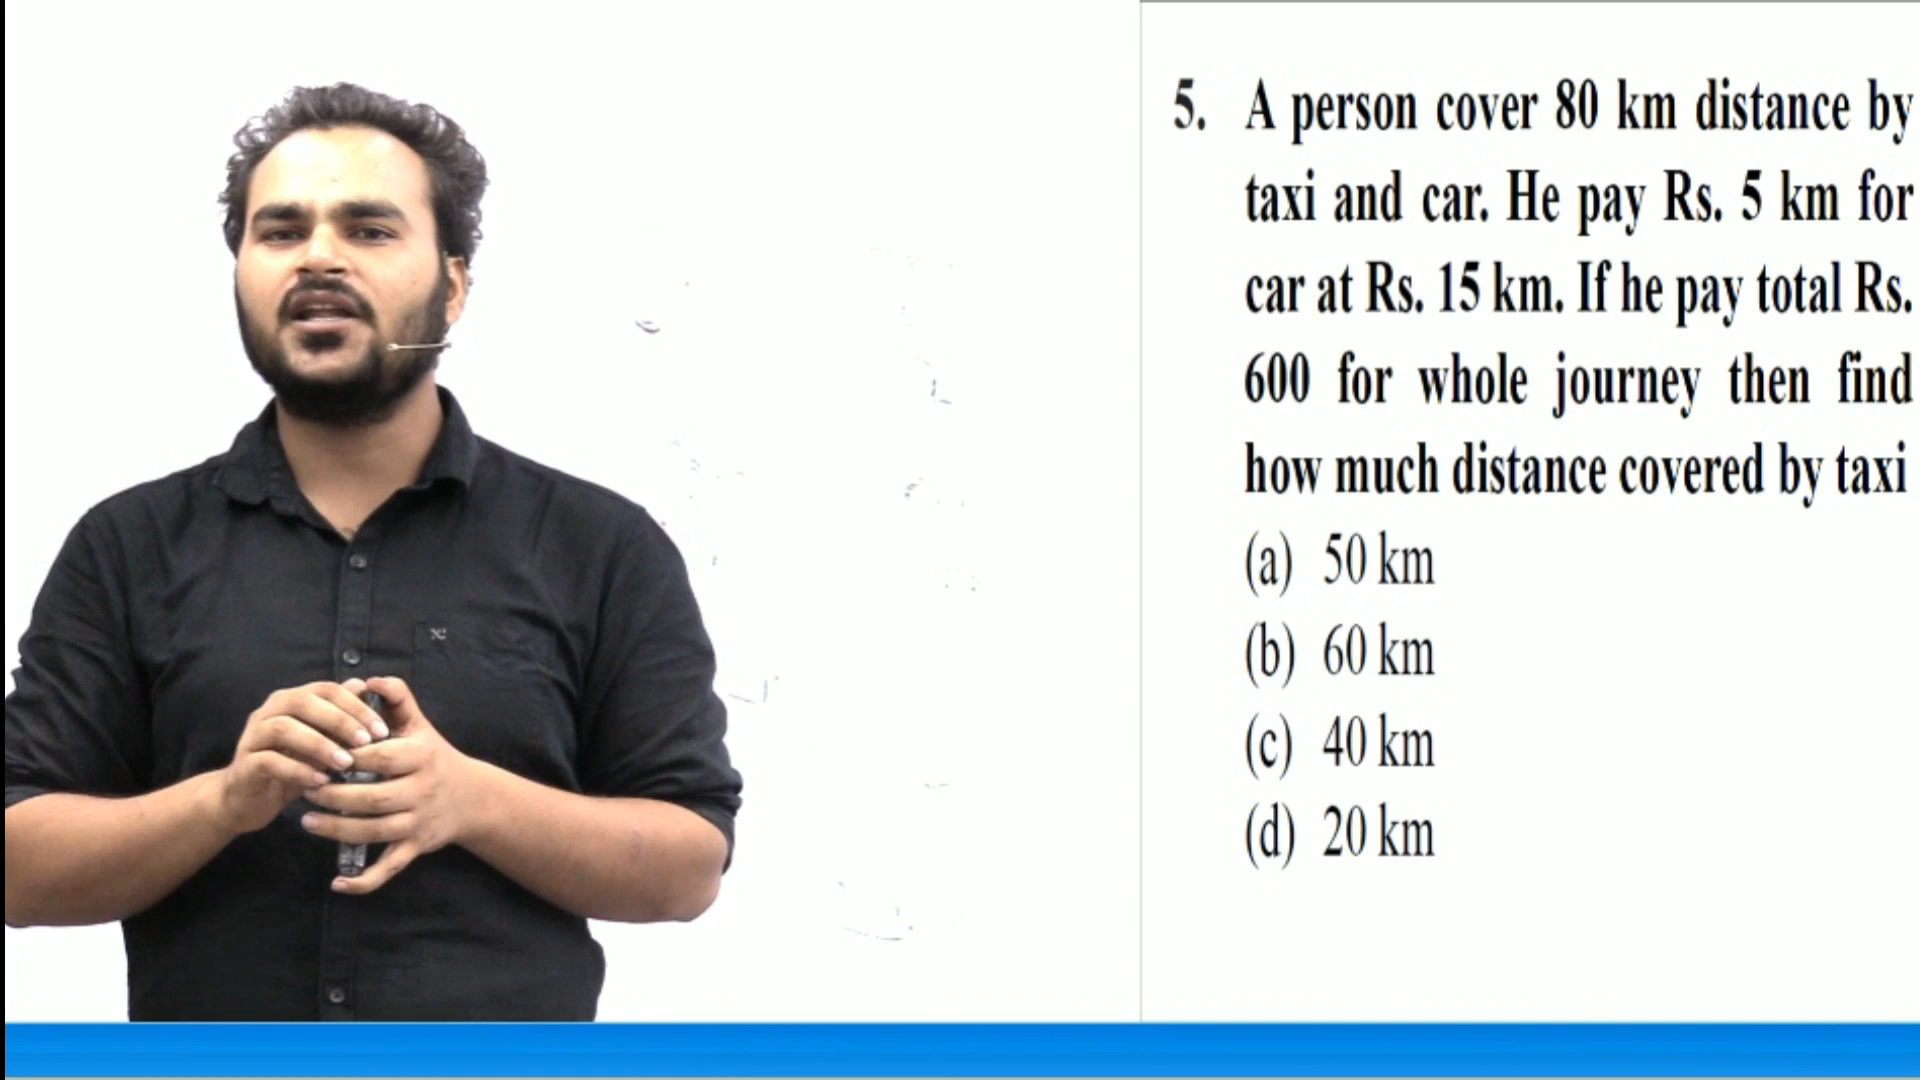 5. A person cover 80 km distance by
taxi and car. He pay Rs. 5 km for
car at Rs. 15 km. If he pay total Rs.
600 for whole journey then find
how much distance covered by taxi
(a) 50 km
(b) 60 km
(c) 40 km
(d) 20 km